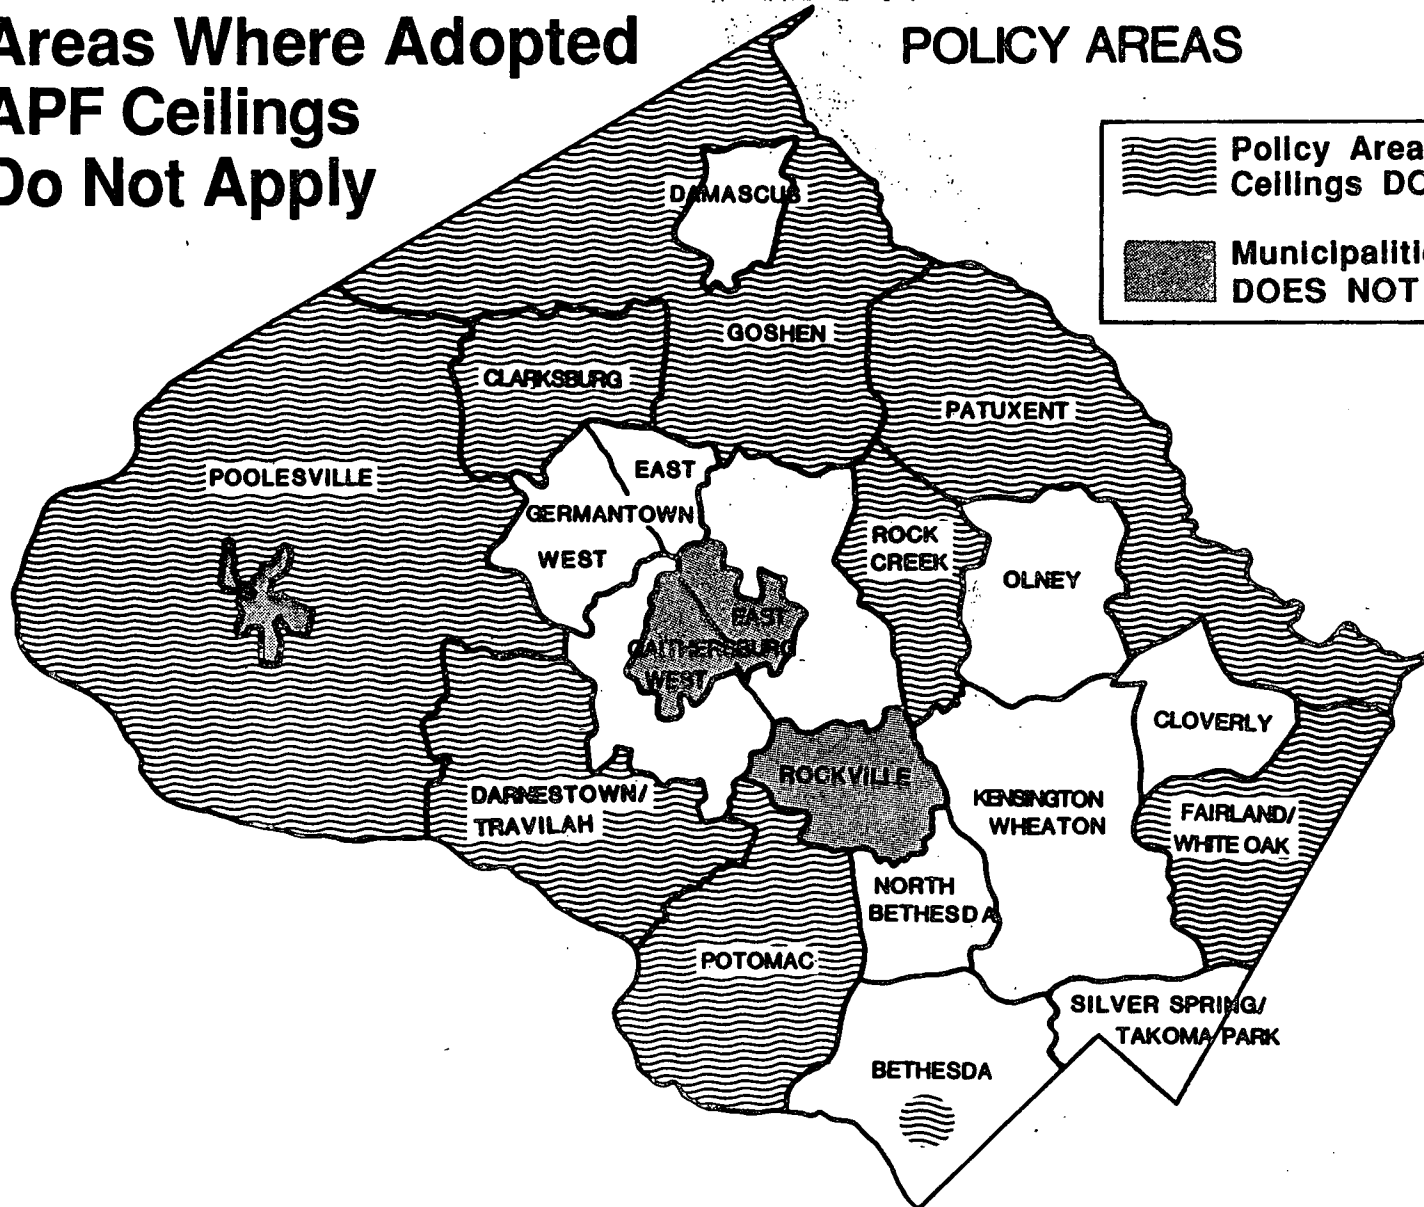 Areas Where Adopted
APF Ceilings
Do Not Apply
POLICY AREAS
Policy Area
Ceilings DO
Municipalitie
DOES NOT
DAMASCUS
GOSHEN
CLARKSBURG
PATUXENT
POOLESVILLE
EAST
GERMANTOWN
WEST
ROCK
CREEK
OLNEY
EAST
GAITHERSBURG
WEST
CLOVERLY
ROCKVILLE
DARNESTOWN/
TRAVILAH
KENSINGTON
WHEATON
FAIRLAND/
WHITE OAK
NORTH
BETHESDA
POTOMAC
SILVER SPRING/
TAKOMA PARK
BETHESDA